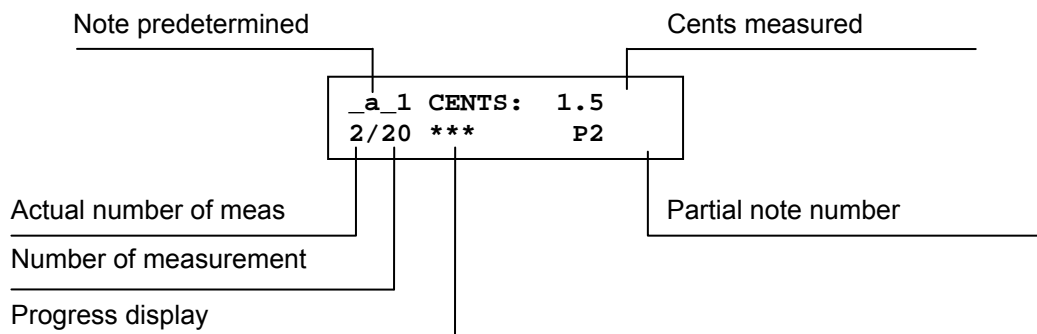 Note predetermined
Cents measured
_a_1 CENTS: 1.5
2/20 *** P2
Actual number of meas
Partial note number
Number of measurement
Progress display